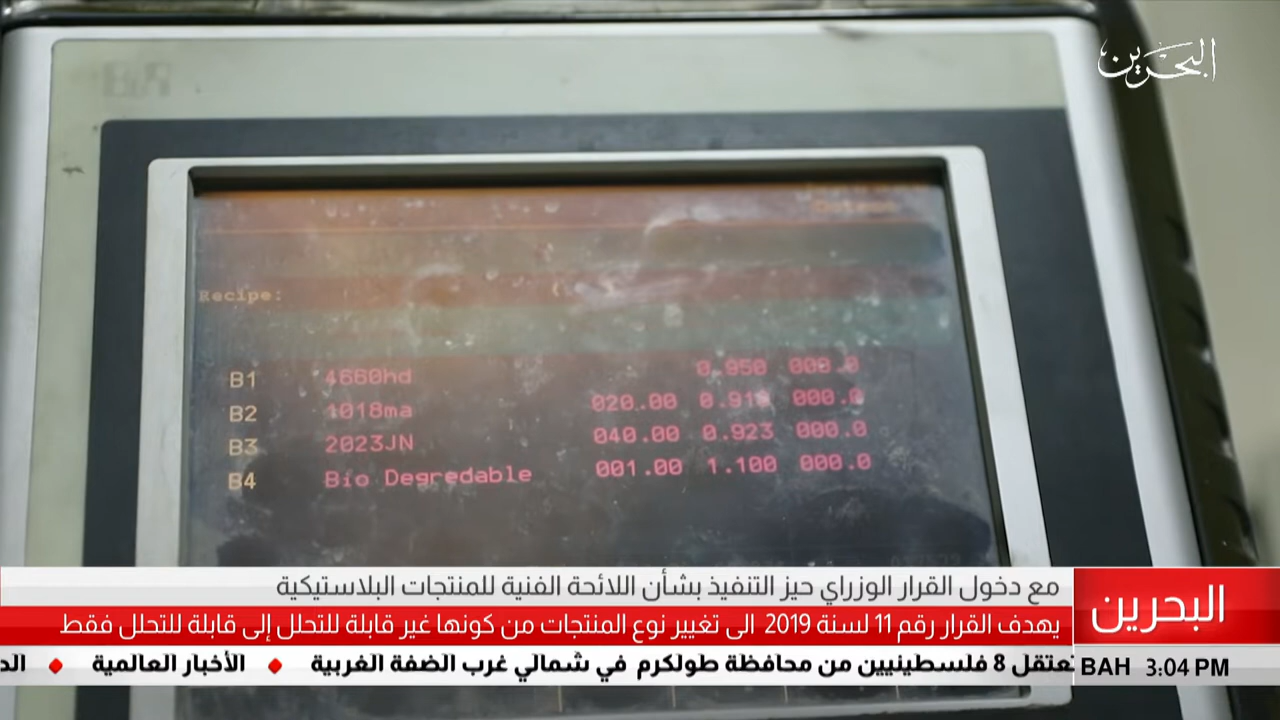 البحرين
Recipe:
B1 4660hd 0.950 000.0
B2 1018ma 020.00 0.918 000.0
B3 2023JN 040.00 0.923 000.0
B4 Bio Degredable 001.00 1.100 000.0
مع دخول القرار الوزراي حيز التنفيذ بشأن اللائحة الفنية للمنتجات البلاستيكية
البحرين
يهدف القرار رقم 11 لسنة 2019 الى تغيير نوع المنتجات من كونها غير قابلة للتحلل إلى قابلة للتحلل فقط
تعتقل 8 فلسطينيين من محافظة طولكرم في شمالي غرب الضفة الغربية ♦ الأخبار العالمية ♦
BAH 3:04 PM